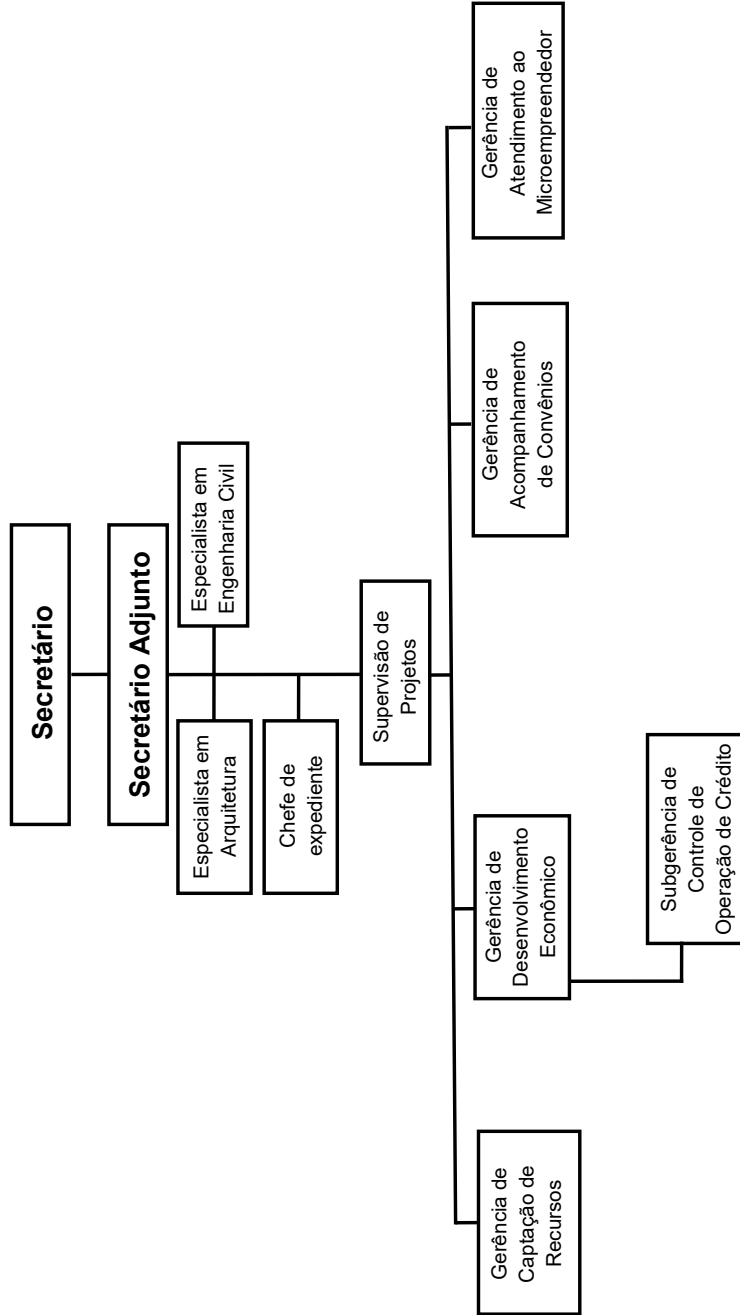 Secretário
Secretário Adjunto
Especialista em
Arquitetura
Especialista em
Engenharia Civil
Chefe de
expediente
Supervisão de
Projetos
Gerência de
Captação de
Recursos
Gerência de
Desenvolvimento
Econômico
Gerência de
Acompanhamento
de Convênios
Gerência de
Atendimento ao
Microempreendedor
Subgerência de
Controle de
Operação de Crédito